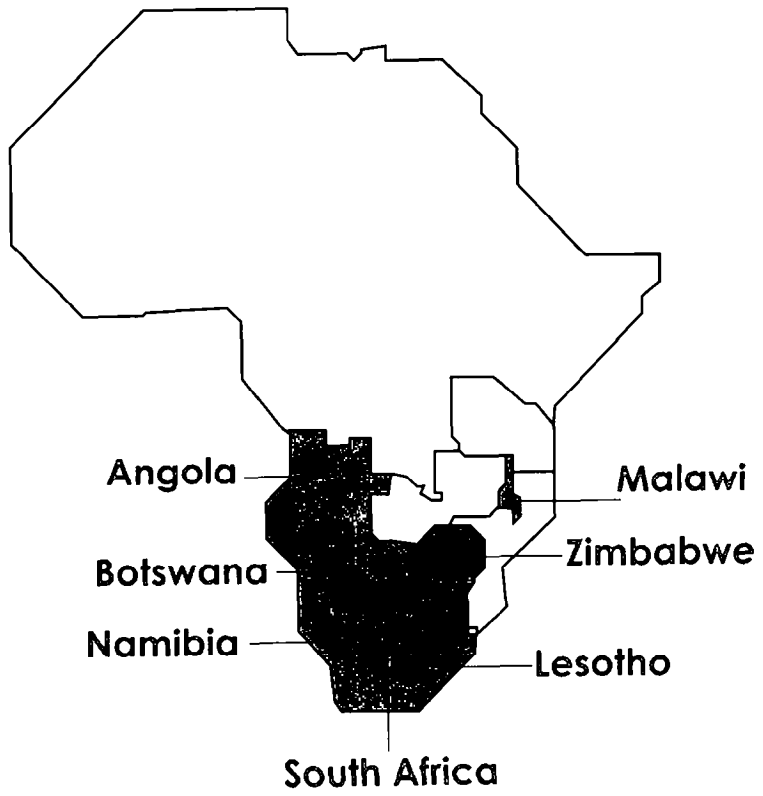 Angola
Malawi
Zimbabwe
Botswana
Namibia
Lesotho
South Africa